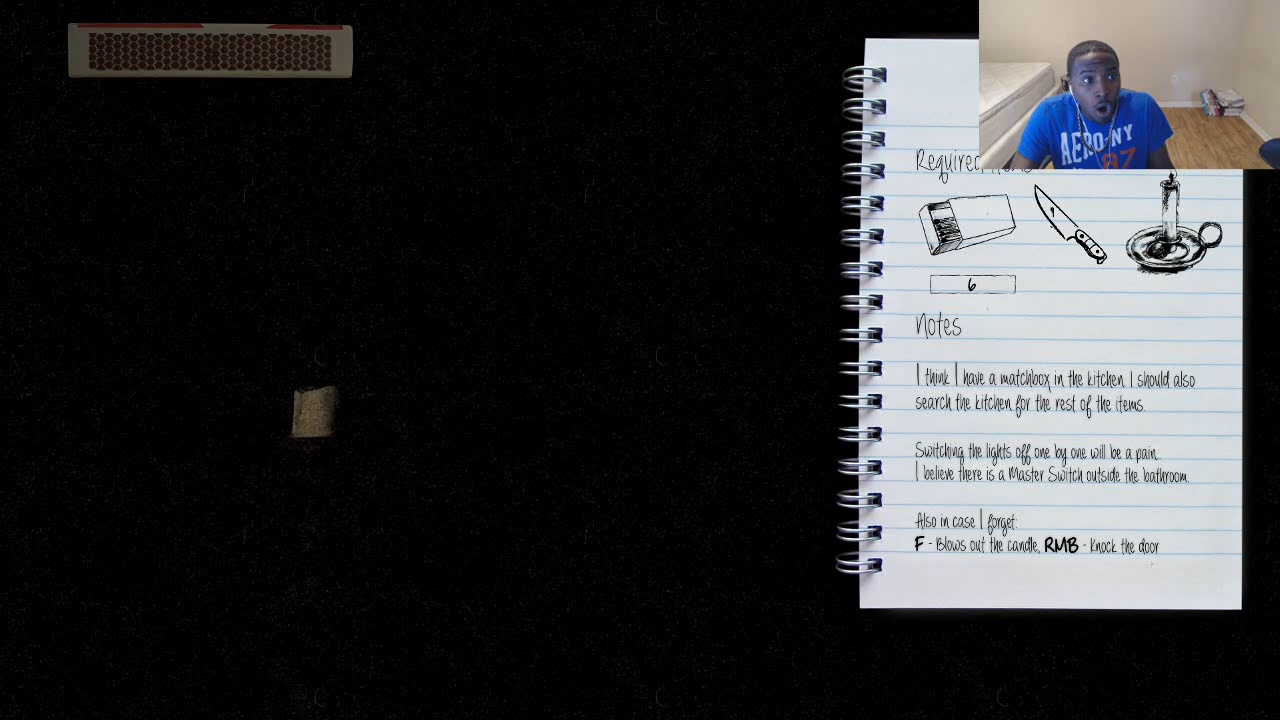 AERO NY
87
Required Items
6
Notes
I think I have a matchbox in the kitchen. I should also
search the kitchen for the rest of the items.
Switching the lights off one by one will be a pain.
I believe there is a Master Switch outside the bathroom.
Also in case I forget:
F - Blows out the candle, RMB - Knock the door